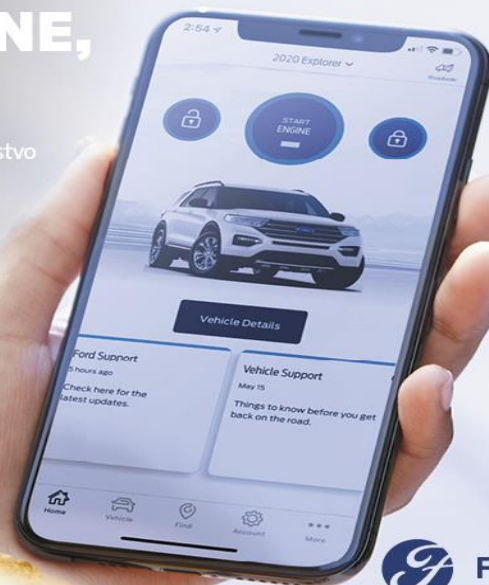 NE,
stvo
2:54
2020 Explorer
Roadside
START
ENGINE
Vehicle Details
Ford Support
5 hours ago
Check here for the
latest updates.
Vehicle Support
May 15
Things to know before you get
back on the road.
Home
Vehicle
Find
Account
More
F